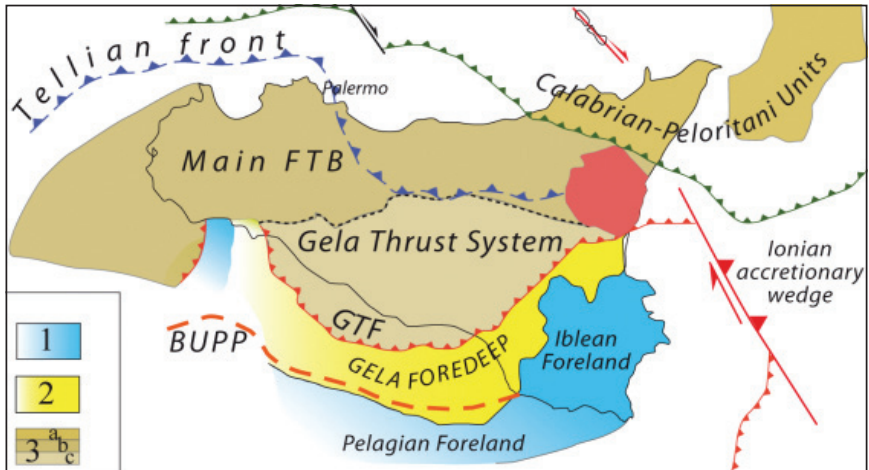 Tellian front
Palermo
Calabrian-Peloritani Units
Main FTB
Gela Thrust System
Ionian
accretionary
wedge
GTF
BUPP
GELA FOREDEEP
Iblean
Foreland
Pelagian Foreland
1
2
3 a b c